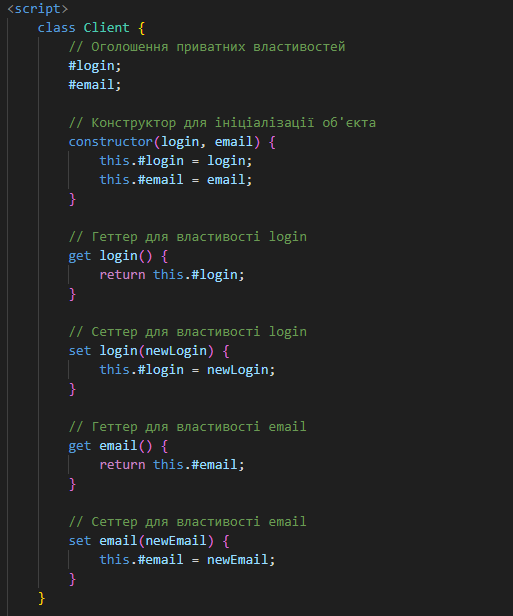 <script>
class Client {
// Оголошення приватних властивостей
#login;
#email;
// Конструктор для ініціалізації об'єкта
constructor(login, email) {
this.#login = login;
this.#email = email;
}
// Геттер для властивості login
get login() {
return this.#login;
}
// Сеттер для властивості login
set login(newLogin) {
this.#login = newLogin;
}
// Геттер для властивості email
get email() {
return this.#email;
}
// Сеттер для властивості email
set email(newEmail) {
this.#email = newEmail;
}
}